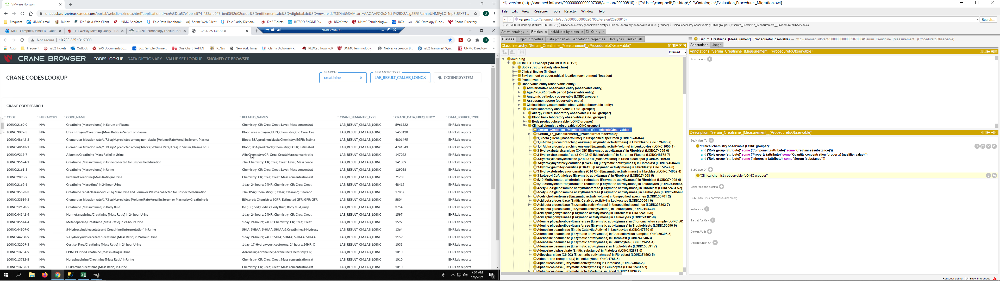 VMware Horizon
onedeskws1.nebraskamed.com/portal/webclient/index.html?applicationId=cn%3Dca57e1eb-e574-433a-a047-bed3f92d02cc,ou%3Dentitlements.dc%3Dvdiglobal.dc%3Dvmware.dc%3Dint&SAMLart=
Frequent UNMC email RxNav i2b2 deid Web Client UNMC AppStore Epic Data Handbook Shrine Web Client Epic Clarity Diction... i2b2 Tickets IHTSDO SNOMED... BD2K trac UNMC Terminology... BOX i2b2 Ontology Func... Phone Directory
Mail - Campbell, James R - Outlo (11) Weekly Meeting Query - Tick CRANE Terminology Lookup Too 10.233.225.131:7000 IMDRC25069JC
Not secure | 10.233.225.131:7000
Apps Frequent i2b2 Tickets Outlook SAS Documentatio... Box Simple Online... One Chart PATIENT RxNav New York Times Clarity Dictionary -... REDCap Iowa RCR UNMC Terminology... Nebraska Lexicon B... i2b2 Transmart Sym... UNMC Directory
CRANE BROWSER CODES LOOKUP DATA DICTIONARY VALUE SET LOOKUP SNOMED CT BROWSER
CRANE CODES LOOKUP
SEARCH
creatinine
SEMANTIC TYPE
LAB_RESULT_CM.LAB_LOINC
CODING SYSTEM
CRANE CODE SEARCH
CODE HIERARCHY CODE_NAME RELATED_NAMES CRANE_SEMANTIC_TYPE CRANE_DATA_FREQUENCY DATA_SOURCE_TYPE
LOINC:2160-0 N/A Creatinine [Mass/volume] in Serum or Plasma Chemistry; CR; Crea; Creat; Level; Mass concentrat LAB_RESULT_CM.LAB_LOINC 5961322 EHR Lab reports
LOINC:3097-3 N/A Urea nitrogen/Creatinine [Mass Ratio] in Serum or Plasma Blood urea nitrogen; BUN; Chemistry; CR; Crea; Cre LAB_RESULT_CM.LAB_LOINC 5453120 EHR Lab reports
LOINC:48642-3 N/A Glomerular filtration rate/1.73 sq M.predicted among non-blacks [Volume Rate/Area] in Serum, Plasma Blood; BSA pred.non black; Chemistry; EGFR; Estima LAB_RESULT_CM.LAB_LOINC 4801495 EHR Lab reports
LOINC:48643-1 N/A Glomerular filtration rate/1.73 sq M.predicted among blacks [Volume Rate/Area] in Serum, Plasma or B Blood; BSA pred.black; Chemistry; EGFR; Estimated LAB_RESULT_CM.LAB_LOINC 4741543 EHR Lab reports
LOINC:9318-7 N/A Albumin/Creatinine [Mass Ratio] in Urine Alb; Chemistry; CR; Crea; Creat; Mass concentratio LAB_RESULT_CM.LAB_LOINC 147022 EHR Lab reports
LOINC:35674-1 N/A Creatinine [Mass/volume] in Urine collected for unspecified duration ?Tm; Chemistry; CR; Crea; Creat; Level; Mass conce LAB_RESULT_CM.LAB_LOINC 141889 EHR Lab reports
LOINC:2161-8 N/A Creatinine [Mass/volume] in Urine Chemistry; CR; Crea; Creat; Level; Mass concentrat LAB_RESULT_CM.LAB_LOINC 129058 EHR Lab reports
LOINC:2890-2 N/A Protein/Creatinine [Mass Ratio] in Urine Chemistry; CR; Crea; Creat; Mass concentration rat LAB_RESULT_CM.LAB_LOINC 71733 EHR Lab reports
LOINC:2162-6 N/A Creatinine [Mass/time] in 24 hour Urine 1 day; 24 hours; 24HR; Chemistry; CR; Crea; Creat; LAB_RESULT_CM.LAB_LOINC 48412 EHR Lab reports
LOINC:35593-3 N/A Creatinine renal clearance/1.73 sq M in Urine and Serum or Plasma collected for unspecified duration ?Tm; BSA; Chemistry; Cl; Clear; Clearanc; Clearanc LAB_RESULT_CM.LAB_LOINC 17857 EHR Lab reports
LOINC:33914-3 N/A Glomerular filtration rate/1.73 sq M.predicted [Volume Rate/Area] in Serum or Plasma by Creatinine-b BSA.pred; Chemistry; EGFR; Estimated GFR; GFR; GFR LAB_RESULT_CM.LAB_LOINC 5804 EHR Lab reports
LOINC:12190-5 N/A Creatinine [Mass/volume] in Body fluid B/F; BF; bod; Bodies; Body fluid; Body fluid, unsp LAB_RESULT_CM.LAB_LOINC 3754 EHR Lab reports
LOINC:44342-4 N/A Normetanephrine/Creatinine [Mass Ratio] in 24 hour Urine 1 day; 24 hours; 24HR; Chemistry; CR; Crea; Creat; LAB_RESULT_CM.LAB_LOINC 1597 EHR Lab reports
LOINC:35644-4 N/A Metanephrine/Creatinine [Mass Ratio] in 24 hour Urine 1 day; 24 hours; 24HR; Chemistry; CR; Crea; Creat; LAB_RESULT_CM.LAB_LOINC 1597 EHR Lab reports
LOINC:44909-0 N/A 5-Hydroxyindoleacetate and Creatinine [Interpretation] in Urine 5HIA; 5HIAA; 5-HIAA; 5HIAA & Creatinine; 5-Hydroxy LAB_RESULT_CM.LAB_LOINC 1364 EHR Lab reports
LOINC:44288-9 N/A 5-Hydroxyindoleacetate/Creatinine [Mass Ratio] in 24 hour Urine 1 day; 24 hours; 24HR; 5HIA; 5HIAA; 5-HIAA; 5HIAA LAB_RESULT_CM.LAB_LOINC 1159 EHR Lab reports
LOINC:32009-3 N/A Cortisol Free/Creatinine [Mass Ratio] in 24 hour Urine 1 day; 17-Hydroxycorticosterone; 24 hours; 24HR; C LAB_RESULT_CM.LAB_LOINC 1035 EHR Lab reports
LOINC:13734-9 N/A EPINEPHrine/Creatinine [Mass Ratio] in Urine Adrenalin; Adrenaline; Adreneline; Chemistry; CR; LAB_RESULT_CM.LAB_LOINC 1010 EHR Lab reports
LOINC:13782-8 N/A Norepinephrine/Creatinine [Mass Ratio] in Urine Chemistry; CR; Crea; Creat; Mass concentration rat LAB_RESULT_CM.LAB_LOINC 1010 EHR Lab reports
LOINC:13733-1 N/A DOPamine/Creatinine [Mass Ratio] in Urine Chemistry; CR; Crea; Creat; Mass concentration rat LAB_RESULT_CM.LAB_LOINC 1010 EHR Lab reports
7:04 AM
1/6/2021
version (http://snomed.info/sct/900000000000207008/version/20200810) : [C:\Users\campbell\Desktop\K-P\Ontologies\Evaluation_Procedures_Migration.owl]
File Edit View Reasoner Tools Refactor Window Help
version (http://snomed.info/sct/900000000000207008/version/20200810) Search...
SNOMED CT Concept (SNOMED RT+CTV3) Observable entity (observable entity) Clinical laboratory observable (LOINC grouper) Clinical chemistry observable (LOINC grouper) 'Serum_Creatinine_[Measurement]_(ProceduretoObservable)'
Active ontology Entities Individuals by class DL Query
Classes Object properties Data properties Annotation properties Datatypes Individuals
Class hierarchy: 'Serum_Creatinine_[Measurement]_(ProceduretoObservable)'
Inferred
owl:Thing
SNOMED CT Concept (SNOMED RT+CTV3)
Body structure (body structure)
Clinical finding (finding)
Environment or geographical location (environment / location)
Event (event)
Observable entity (observable entity)
Administrative observable entity (observable entity)
Age AND/OR growth period (observable entity)
Anatomic pathology observable (LOINC grouper)
Assessment score (observable entity)
Clinical history/examination observable (observable entity)
Clinical laboratory observable (LOINC grouper)
Allergy clinical laboratory observable (LOINC grouper)
Blood bank laboratory observable (LOINC grouper)
Body product observable (LOINC grouper)
Clinical chemistry observable (LOINC grouper)
'Serum_Creatinine_[Measurement]_(ProceduretoObservable)'
'Serum_T3_[Measurement]_(ProceduretoObservable)'
1,3 beta glucan [Mass/volume] in Unspecified specimen (LOINC:62468-4)
1,4-Alpha glucan branching enzyme [Enzymatic activity/mass] in Fibroblast (LOINC:79405-7)
1,4-Alpha glucan branching enzyme [Enzymatic activity/volume] in Leukocytes (LOINC:1650-1)
3-Hydroxybutyrylcarnitine (C4-OH) [Enzymatic activity/mass] in Fibroblast (LOINC:74595-0)
3-Hydroxyhexanoate.free (3-OH-C6:0) [Moles/volume] in Serum or Plasma (LOINC:48758-7)
3-Hydroxylinoleoylcarnitine (C18:2-OH) [Moles/volume] in Dried blood spot (LOINC:50109-8)
3-Hydroxymyristoleylcarnitine (C14:1-OH) [Enzymatic activity/mass] in Fibroblast (LOINC:74604-0)
3-Hydroxypalmitoylcarnitine (C16-OH) [Enzymatic activity/mass] in Fibroblast (LOINC:74597-6)
3-Hydroxytetradecanoylcarnitine (C14-OH) [Enzymatic activity/mass] in Fibroblast (LOINC:74602-4)
3-ketoacyl-CoA thiolase [Enzymatic activity/mass] in Fibroblast (LOINC:74908-5)
5,10-Methylenetetrahydrofolate reductase [Enzymatic activity/mass] in Fibroblast (LOINC:74998-6)
5,10-Methylenetetrahydrofolate reductase [Enzymatic activity/mass] in Leukocytes (LOINC:74999-4)
Acetyl-CoA:glucosamine acetyltransferase [Enzymatic activity/mass] in Fibroblast (LOINC:24043-2)
Acetyl-CoA:glucosamine acetyltransferase [Enzymatic activity/mass] in Leukocytes (LOINC:24044-0
Acetylcholinesterase [Enzymatic activity/volume] in Unspecified specimen (LOINC:35701-2)
Acid beta glucosidase [Entitic Catalytic Activity] in Leukocytes (LOINC:33661-0)
Acid beta glucosidase [Enzymatic activity/mass] in Unspecified specimen (LOINC:35303-7)
Acid beta glucosidase [Enzymatic activity/volume] in Leukocytes (LOINC:1943-0)
Acid sphingomyelinase [Enzymatic activity/mass] in Fibroblast (LOINC:24100-0)
Acid sphingomyelinase [Enzymatic activity/mass] in Leukocytes (LOINC:24101-8)
Adenine phosphoribosyltransferase [Enzymatic activity/mass] in Chorionic villus sample (LOINC:503
Adenine phosphoribosyltransferase [Enzymatic activity/mass] in Trophoblasts (LOINC:50590-9)
Adenosine deaminase [Entitic Catalytic Activity] in Leukocytes (LOINC:47550-9)
Adenosine deaminase [Enzymatic activity/mass] in Chorionic villus sample (LOINC:50395-3)
Adenosine deaminase [Enzymatic activity/mass] in Fibroblast (LOINC:47548-3)
Adenosine deaminase [Enzymatic activity/mass] in Leukocytes (LOINC:79451-1)
Adenosine deaminase [Enzymatic activity/mass] in Trophoblasts (LOINC:50591-7)
Adenosine diphosphate [Entitic substance] in Platelets (LOINC:82871-5)
Adipoylcarnitine (C6-DC) [Enzymatic activity/mass] in Fibroblast (LOINC:74593-5)
Aldosterone receptors [#] in Leukocytes (LOINC:1766-5)
Alpha fucosidase [Enzymatic activity/mass] in Fibroblast (LOINC:24046-5)
Alpha fucosidase [Enzymatic activity/mass] in Leukocytes (LOINC:24047-3)
Alpha fucosidase [Enzymatic activity/volume] in Blood (LOINC:17839-2)
'Serum_Creatinine_[Measurement]_(ProceduretoObservable)' — http://snomed.info/sct/900000000000207008#Serum_Creatinine_[Measurement]_(ProceduretoObservable)
Annotations Usage
Annotations: 'Serum_Creatinine_[Measurement]_(ProceduretoObservable)'
Annotations
Description: 'Serum_Creatinine_[Measurement]_(ProceduretoObservable)'
Equivalent To
'Clinical chemistry observable (LOINC grouper)'
and ('Role group (attribute)' some ('Component (attribute)' some 'Creatinine (substance)'))
and ('Role group (attribute)' some ('Property (attribute)' some 'Quantity concentration (property) (qualifier value)'))
and ('Role group (attribute)' some ('Inheres in (attribute)' some 'Serum (substance)'))
SubClass Of
'Clinical chemistry observable (LOINC grouper)'
General class axioms
SubClass Of (Anonymous Ancestor)
Instances
Target for Key
Disjoint With
Disjoint Union Of
Reasoner active Show Inferences